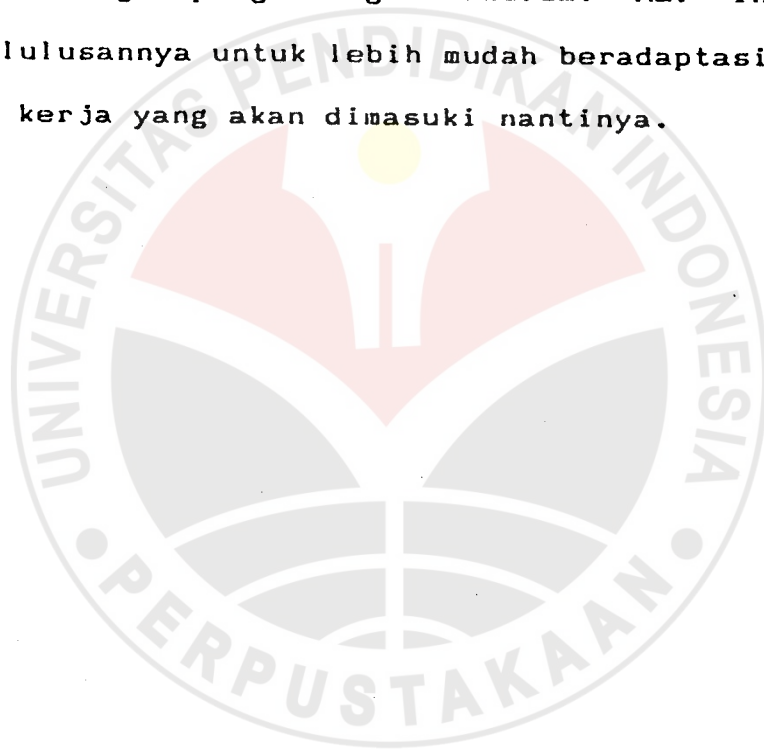 lulusannya untuk lebih mudah beradaptasi
kerja yang akan dimasuki nantinya.
UNIVERSITAS PENDIDIKAN INDONESIA
PERPUSTAKAAN